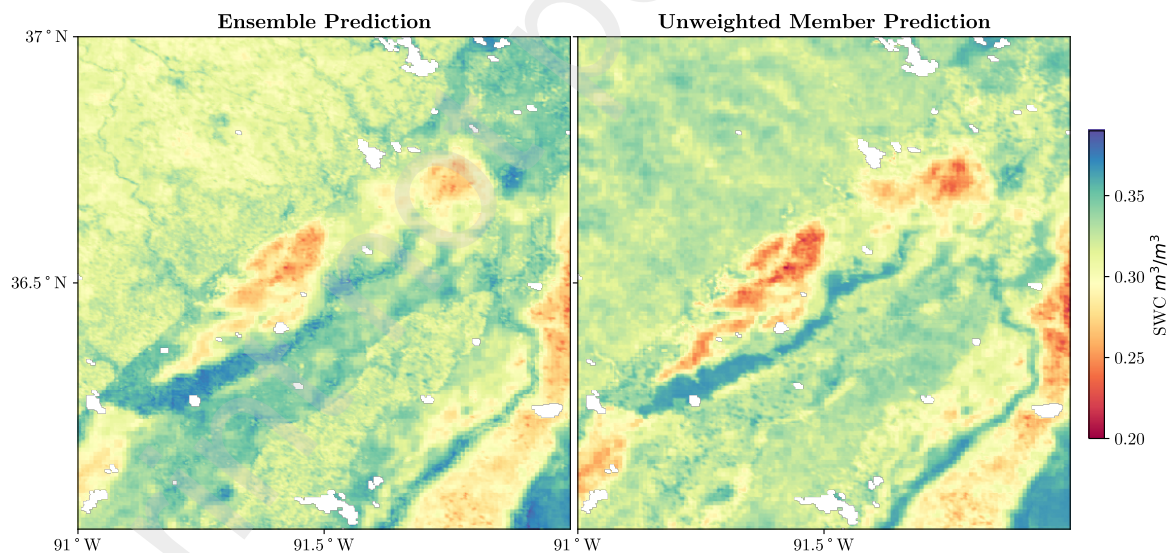 Ensemble Prediction
Unweighted Member Prediction
37°N
36.5°N
91°W
91.5°W
91°W
91.5°W
0.35
0.30
0.25
0.20
SWC m³/m³